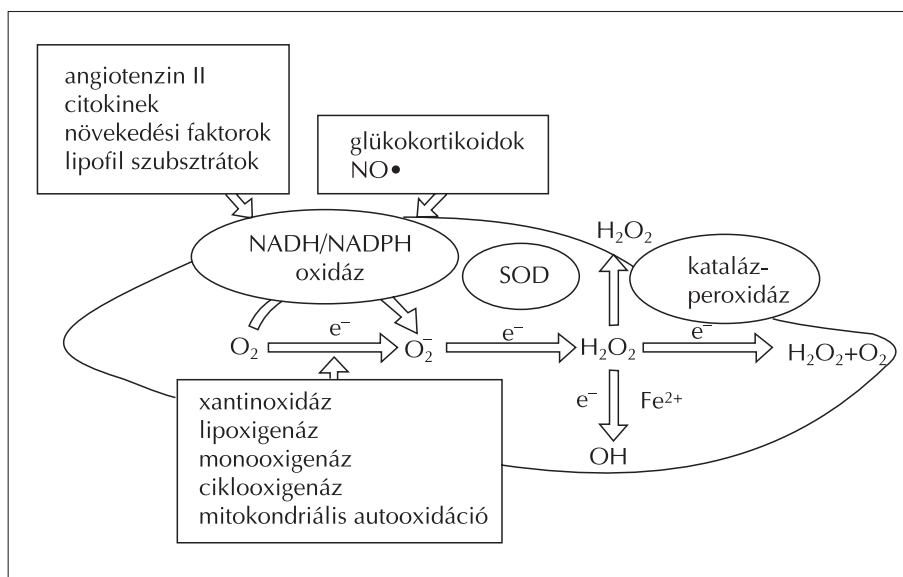 angiotenzin II
citokinek
növekedési faktorok
lipofil szubsztrátok
glükokortikoidok
NO•
NADH/NADPH
oxidáz
SOD
H₂O₂
kataláz-
peroxidáz
O₂ e⁻ O₂⁻ e⁻ H₂O₂ e⁻ H₂O₂+O₂
e⁻ Fe²⁺
OH
xantinoxidáz
lipoxigenáz
monooxigenáz
ciklooxigenáz
mitokondriális autooxidáció